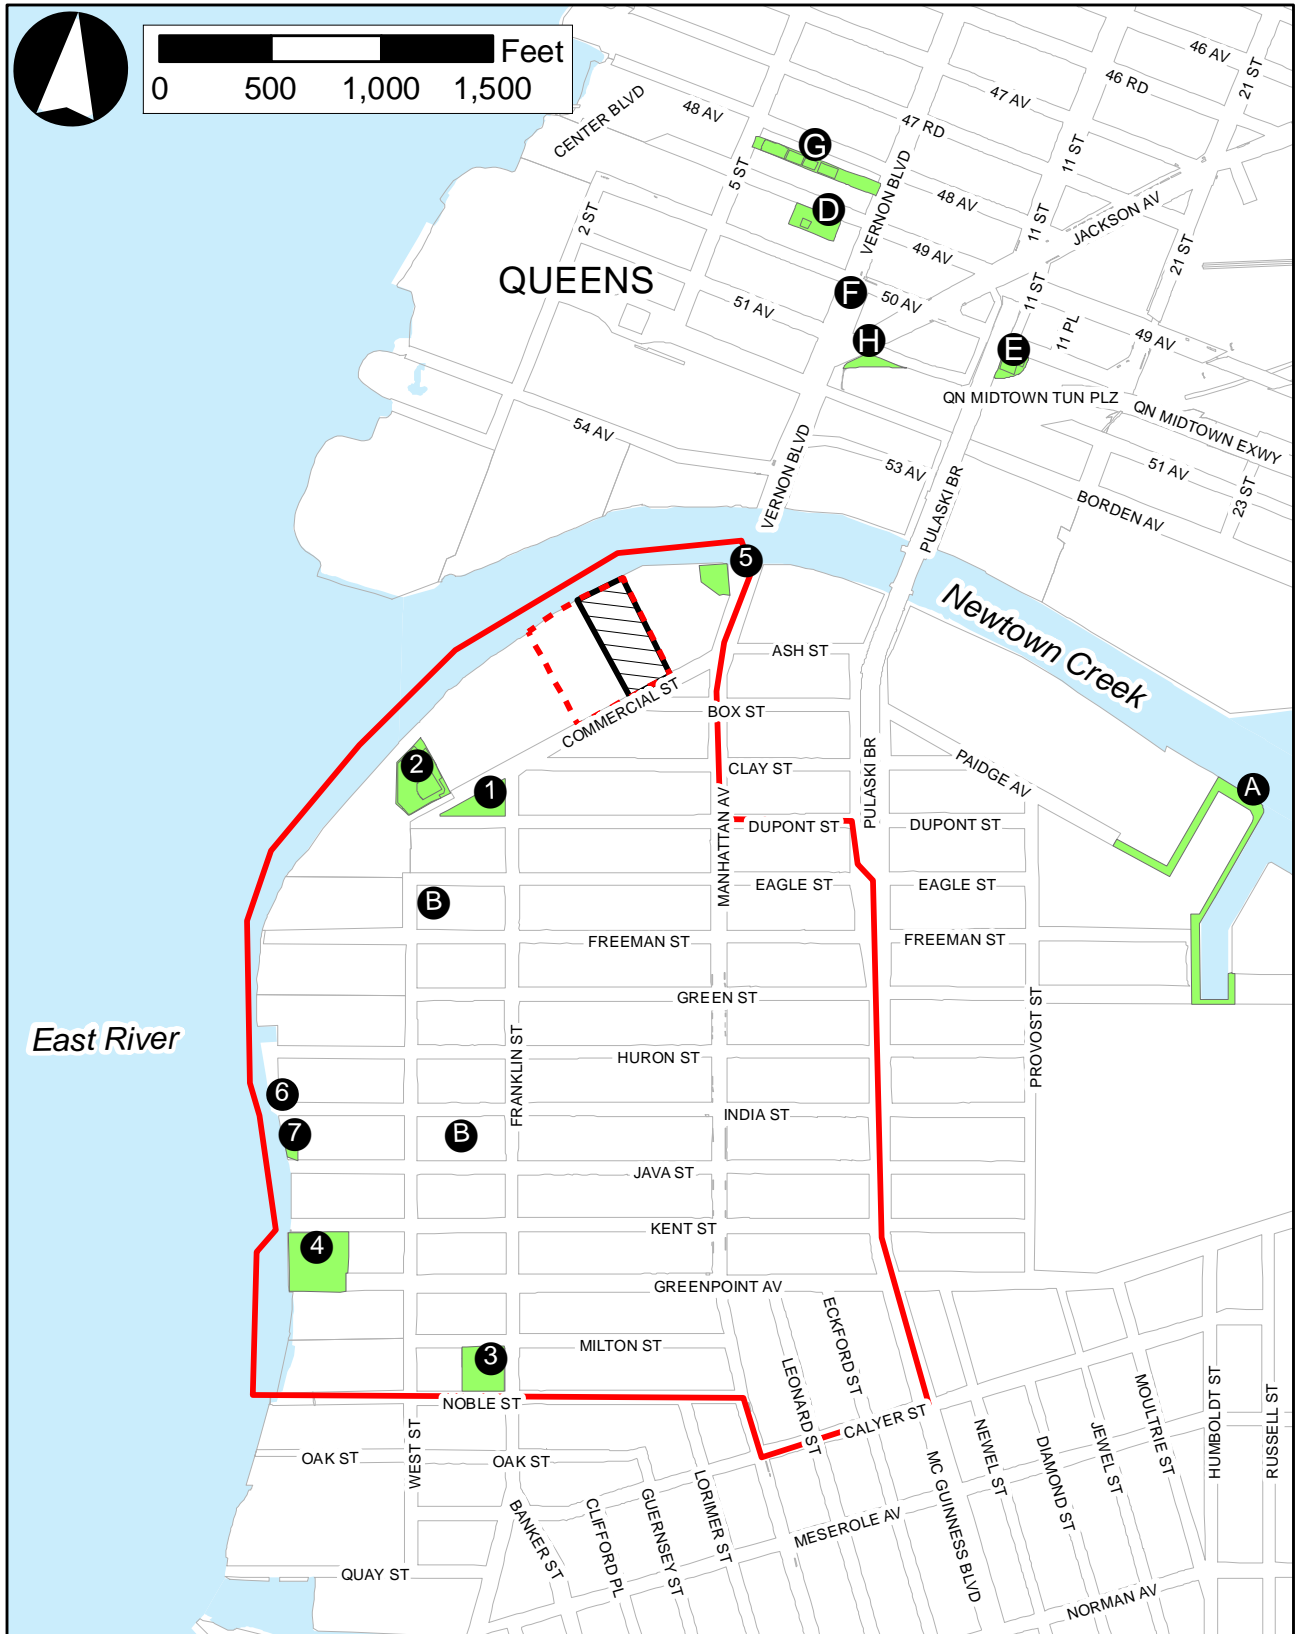 Feet
0 500 1,000 1,500
46 AV
21 ST
46 RD
CENTER BLVD
48 AV
47 AV
47 RD
G
11 ST
5 ST
VERNON BLVD
48 AV
D
2 ST
11 ST
JACKSON AV
49 AV
21 ST
QUEENS
F
50 AV
11 ST
51 AV
H
E
11 PL
49 AV
QN MIDTOWN TUN PLZ
QN MIDTOWN EXWY
54 AV
VERNON BLVD
53 AV
PULASKI BR
51 AV
23 ST
BORDEN AV
5
Newtown Creek
ASH ST
COMMERCIAL ST
BOX ST
2
1
CLAY ST
PULASKI BR
PAIDGE AV
A
MANHATTAN AV
DUPONT ST
DUPONT ST
EAGLE ST
EAGLE ST
B
FREEMAN ST
FREEMAN ST
GREEN ST
East River
FRANKLIN ST
HURON ST
PROVOST ST
6
INDIA ST
7
B
JAVA ST
KENT ST
4
GREENPOINT AV
3
MILTON ST
LEONARD ST
ECKFORD ST
NOBLE ST
CALYER ST
NEWEL ST
DIAMOND ST
JEWEL ST
MOULTRIE ST
HUMBOLDT ST
RUSSELL ST
WEST ST
OAK ST
OAK ST
BANKER ST
CLIFFORD PL
GUERNSEY ST
LORIMER ST
MESEROLE AV
MC GUINNESS BLVD
QUAY ST
NORMAN AV